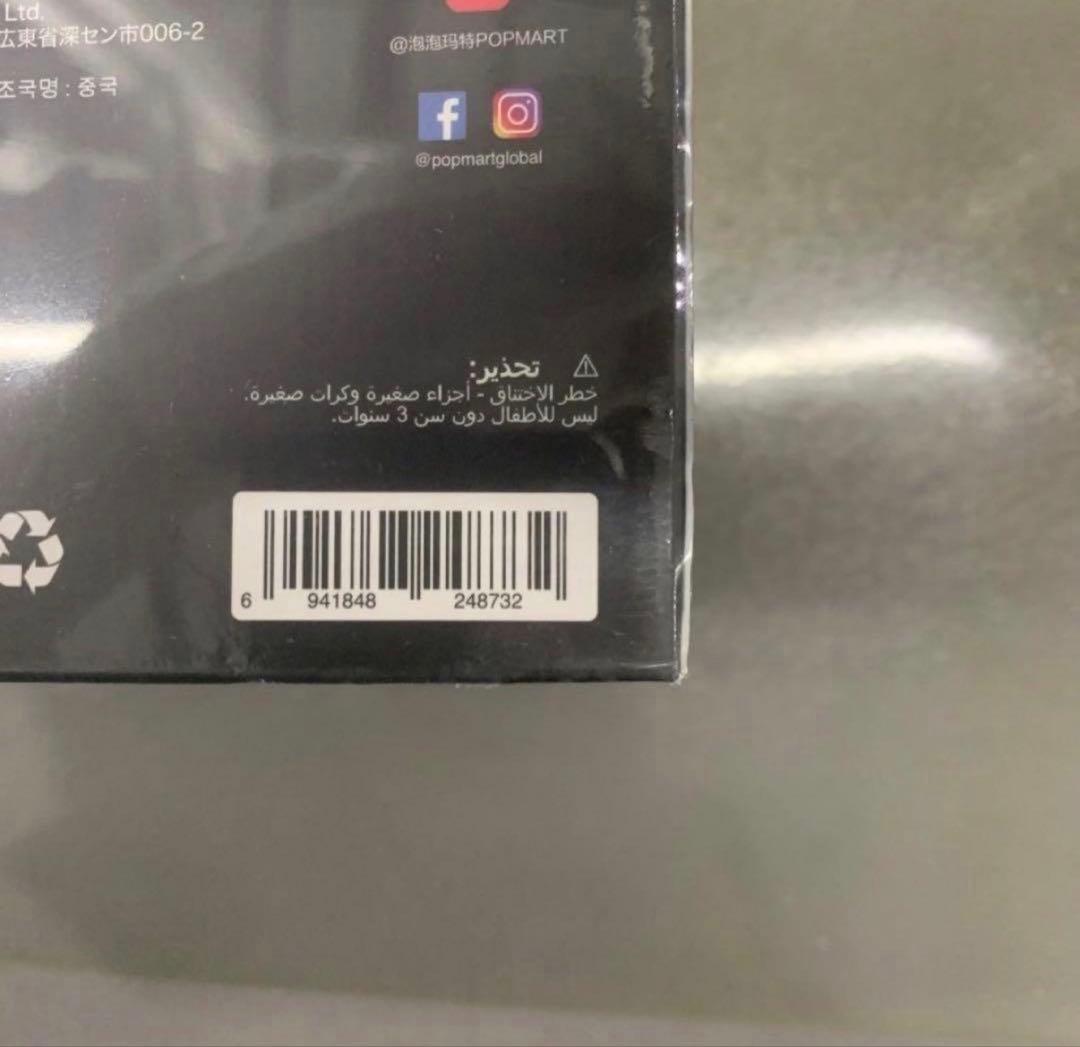 Ltd.
広東省深セン市006-2
조국명 : 중국
@泡泡玛特POPMART
@popmartglobal
تحذير:
خطر الاختناق - أجزاء صغيرة وكرات صغيرة.
ليس للأطفال دون سن 3 سنوات.
6 941848 248732